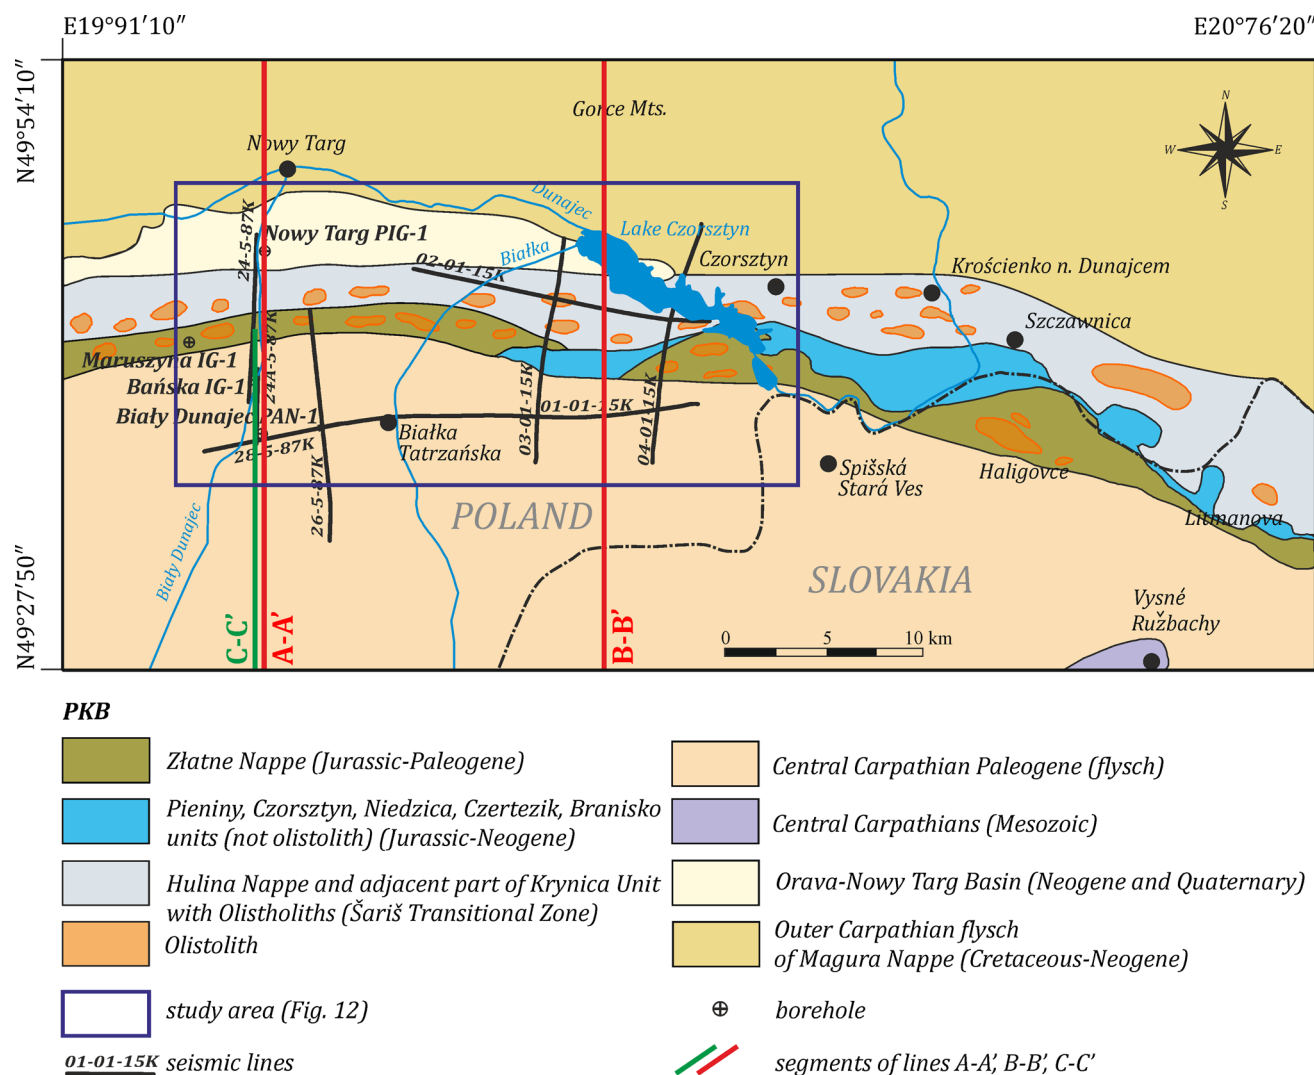 E19°91′10″
E20°76′20″
N49°54′10″
N49°27′50″
Gorce Mts.
Nowy Targ
N
W
E
S
Dunajec
24-5-87K
Nowy Targ PIG-1
Lake Czorsztyn
Białka
02-01-15K
Czorsztyn
Krościenko n. Dunajcem
Szczawnica
Maruszyna IG-1
24A-5-87K
Bańska IG-1
Biały Dunajec PAN-1
28-5-87K
26-5-87K
Białka
Tatrzańska
03-01-15K
01-01-15K
04-01-15K
Spišská
Stará Ves
Haligovce
Litmanova
POLAND
SLOVAKIA
Biały Dunajec
C-C’
A-A’
B-B’
0
5
10 km
Vysné
Ružbachy
PKB
Złatne Nappe (Jurassic-Paleogene)
Pieniny, Czorsztyn, Niedzica, Czertezik, Branisko
units (not olistolith) (Jurassic-Neogene)
Hulina Nappe and adjacent part of Krynica Unit
with Olistholiths (Šariš Transitional Zone)
Olistolith
study area (Fig. 12)
01-01-15K seismic lines
Central Carpathian Paleogene (flysch)
Central Carpathians (Mesozoic)
Orava-Nowy Targ Basin (Neogene and Quaternary)
Outer Carpathian flysch
of Magura Nappe (Cretaceous-Neogene)
borehole
segments of lines A-A’, B-B’, C-C’